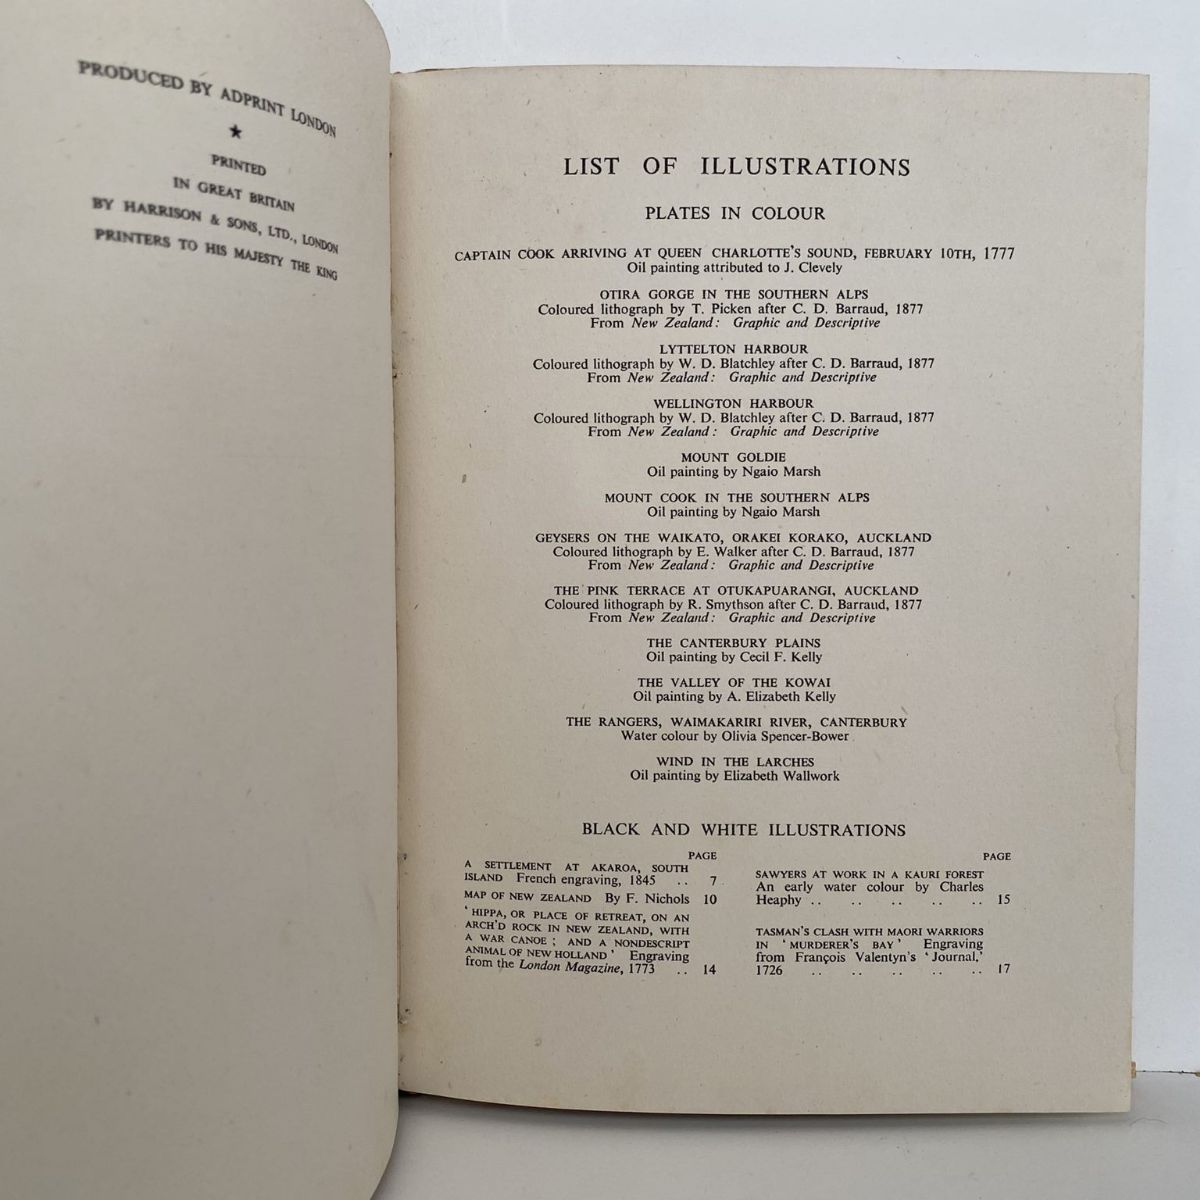 PRODUCED BY ADPRINT LONDON
★
PRINTED
IN GREAT BRITAIN
BY HARRISON & SONS, LTD., LONDON
PRINTERS TO HIS MAJESTY THE KING
LIST OF ILLUSTRATIONS
PLATES IN COLOUR
CAPTAIN COOK ARRIVING AT QUEEN CHARLOTTE'S SOUND, FEBRUARY 10TH, 1777
Oil painting attributed to J. Clevely
OTIRA GORGE IN THE SOUTHERN ALPS
Coloured lithograph by T. Picken after C. D. Barraud, 1877
From New Zealand: Graphic and Descriptive
LYTTELTON HARBOUR
Coloured lithograph by W. D. Blatchley after C. D. Barraud, 1877
From New Zealand: Graphic and Descriptive
WELLINGTON HARBOUR
Coloured lithograph by W. D. Blatchley after C. D. Barraud, 1877
From New Zealand: Graphic and Descriptive
MOUNT GOLDIE
Oil painting by Ngaio Marsh
MOUNT COOK IN THE SOUTHERN ALPS
Oil painting by Ngaio Marsh
GEYSERS ON THE WAIKATO, ORAKEI KORAKO, AUCKLAND
Coloured lithograph by E. Walker after C. D. Barraud, 1877
From New Zealand: Graphic and Descriptive
THE PINK TERRACE AT OTUKAPUARANGI, AUCKLAND
Coloured lithograph by R. Smythson after C. D. Barraud, 1877
From New Zealand: Graphic and Descriptive
THE CANTERBURY PLAINS
Oil painting by Cecil F. Kelly
THE VALLEY OF THE KOWAI
Oil painting by A. Elizabeth Kelly
THE RANGERS, WAIMAKARIRI RIVER, CANTERBURY
Water colour by Olivia Spencer-Bower
WIND IN THE LARCHES
Oil painting by Elizabeth Wallwork
BLACK AND WHITE ILLUSTRATIONS
PAGE
A SETTLEMENT AT AKAROA, SOUTH
ISLAND French engraving, 1845 .. 7
MAP OF NEW ZEALAND By F. Nichols 10
'HIPPA, OR PLACE OF RETREAT, ON AN
ARCH'D ROCK IN NEW ZEALAND, WITH
A WAR CANOE; AND A NONDESCRIPT
ANIMAL OF NEW HOLLAND' Engraving
from the London Magazine, 1773 .. 14
PAGE
SAWYERS AT WORK IN A KAURI FOREST
An early water colour by Charles
Heaphy .. .. .. .. .. 15
TASMAN'S CLASH WITH MAORI WARRIORS
IN 'MURDERER'S BAY' Engraving
from François Valentyn's 'Journal,'
1726 .. .. .. .. .. 17